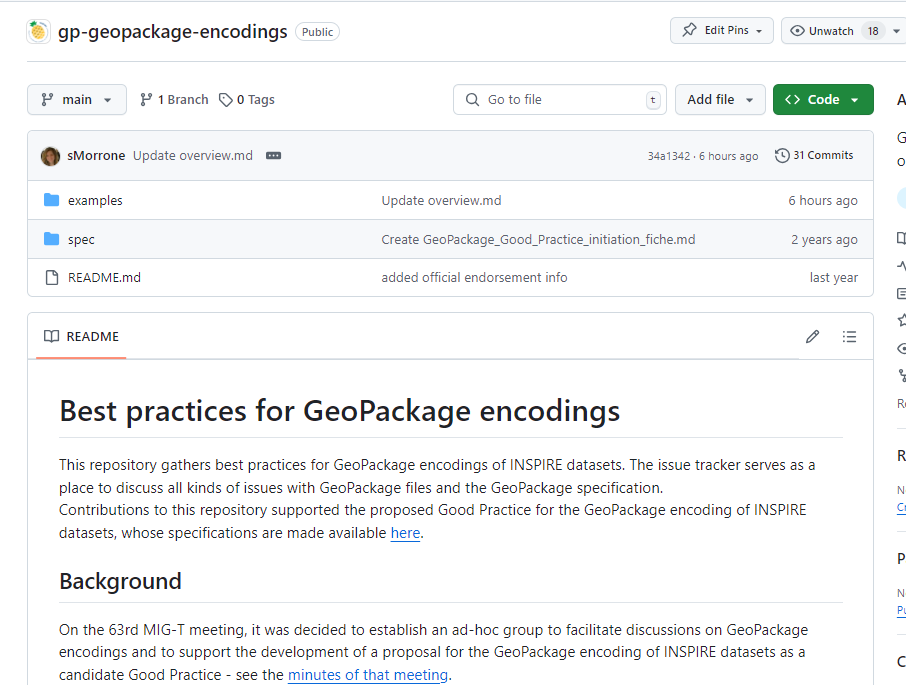 gp-geopackage-encodings Public Edit Pins Unwatch 18
main 1 Branch 0 Tags Go to file t Add file Code
sMorrone Update overview.md 34a1342 · 6 hours ago 31 Commits
examples Update overview.md 6 hours ago
spec Create GeoPackage_Good_Practice_initiation_fiche.md 2 years ago
README.md added official endorsement info last year
README
Best practices for GeoPackage encodings
This repository gathers best practices for GeoPackage encodings of INSPIRE datasets. The issue tracker serves as a
place to discuss all kinds of issues with GeoPackage files and the GeoPackage specification.
Contributions to this repository supported the proposed Good Practice for the GeoPackage encoding of INSPIRE
datasets, whose specifications are made available here.
Background
On the 63rd MIG-T meeting, it was decided to establish an ad-hoc group to facilitate discussions on GeoPackage
encodings and to support the development of a proposal for the GeoPackage encoding of INSPIRE datasets as a
candidate Good Practice - see the minutes of that meeting.